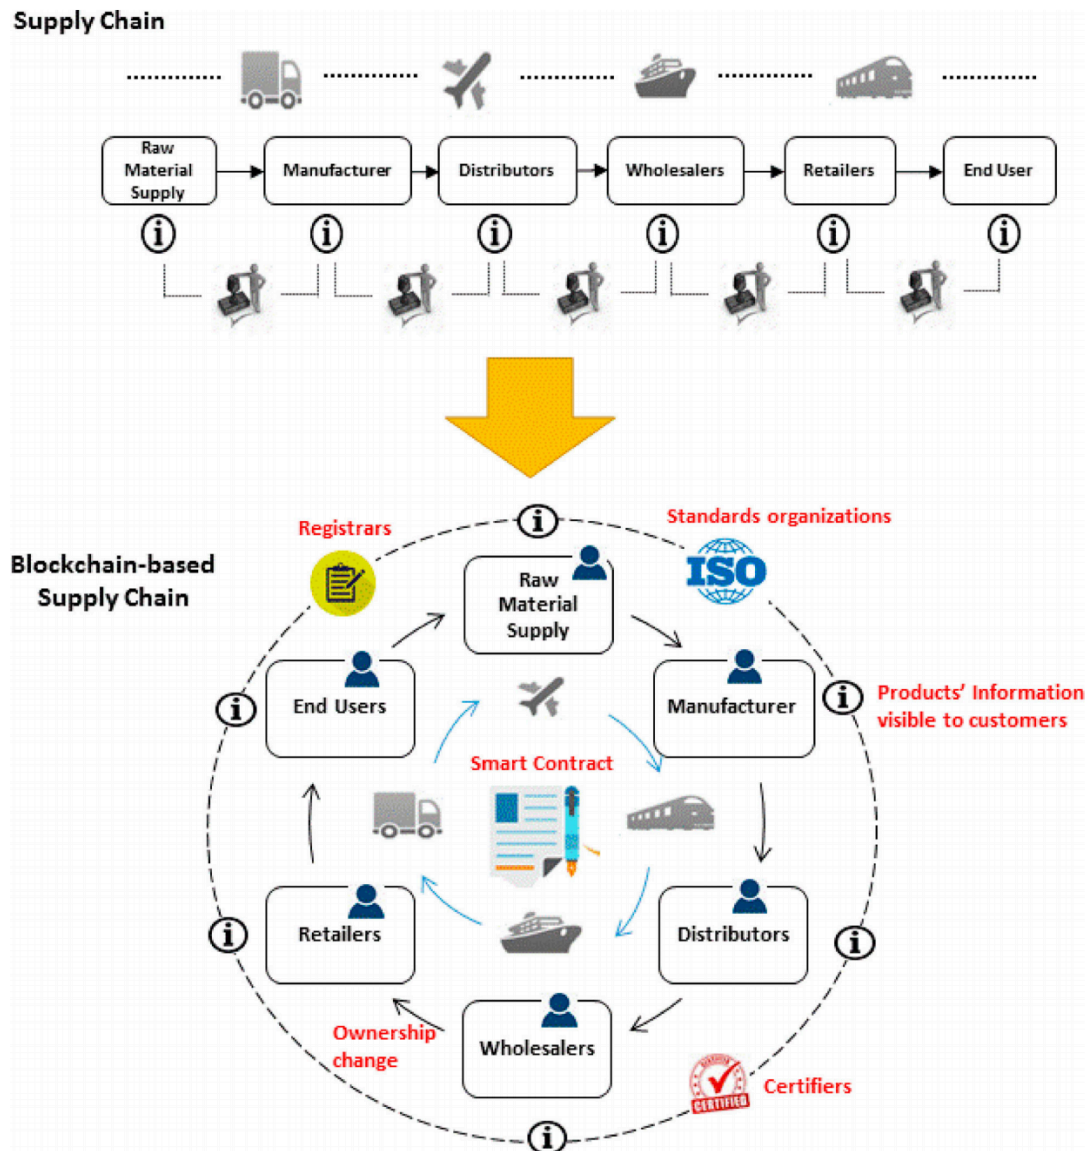 Supply Chain
Raw
Material
Supply
Manufacturer
Distributors
Wholesalers
Retailers
End User
i
i
i
i
i
i
Blockchain-based
Supply Chain
Registrars
i
Standards organizations
ISO
Raw
Material
Supply
i
End Users
Manufacturer
i
Products' Information
visible to customers
Smart Contract
i
Retailers
Distributors
i
Ownership
change
Wholesalers
CERTIFIED
Certifiers
i